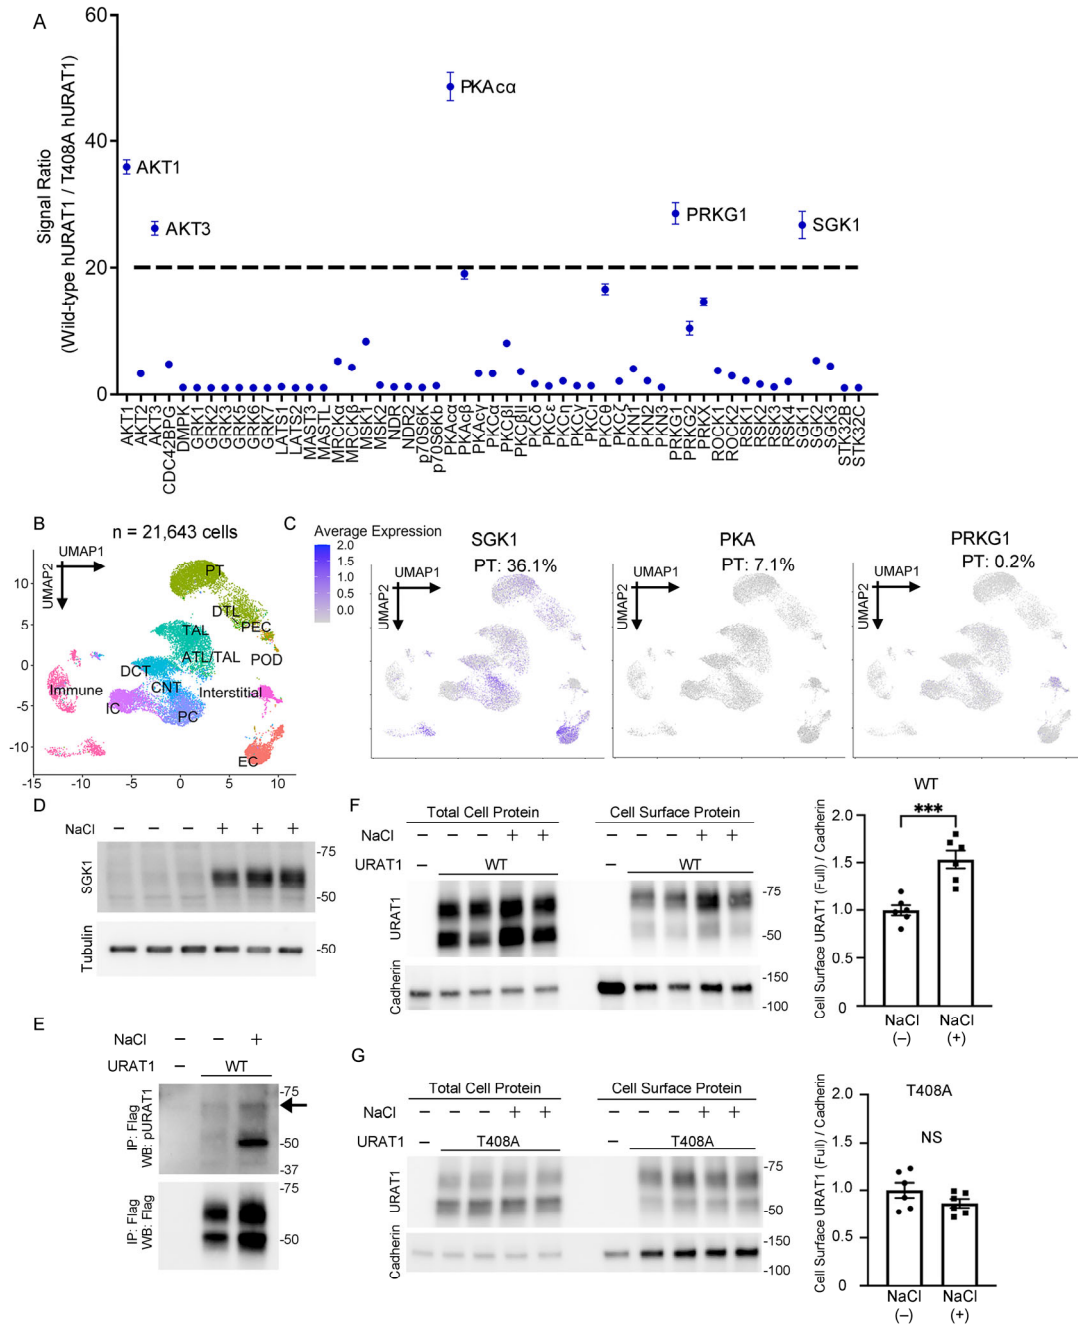 A
Signal Ratio
(Wild-type hURAT1 / T408A hURAT1)
60
40
20
0
AKT1
AKT3
PKAcα
PRKG1
SGK1
AKT1
AKT2
AKT3
CDC42BPG
DMPK
GRK1
GRK2
GRK3
GRK5
GRK6
GRK7
LATS1
LATS2
MAST3
MASTL
MRCKα
MRCKβ
MSK1
MSK2
NDR
NDR2
p70S6K
p70S6Kb
PKAcα
PKAcβ
PKAcγ
PKCα
PKCβI
PKCβII
PKCδ
PKCε
PKCη
PKCγ
PKCι
PKCθ
PKCζ
PKN1
PKN2
PKN3
PRKG1
PRKG2
PRKX
ROCK1
ROCK2
RSK1
RSK2
RSK3
RSK4
SGK1
SGK2
SGK3
STK32B
STK32C
B
n = 21,643 cells
UMAP1
UMAP2
10
5
0
-5
-10
-15
-10
-5
0
5
10
PT
DTL
PEC
TAL
ATL/TAL
POD
DCT
CNT
Immune
Interstitial
IC
PC
EC
C
Average Expression
2.0
1.5
1.0
0.5
0.0
SGK1
PT: 36.1%
UMAP1
UMAP2
PKA
PT: 7.1%
UMAP1
UMAP2
PRKG1
PT: 0.2%
UMAP1
UMAP2
D
NaCl – – – + + +
SGK1
-75
-50
Tubulin
-50
E
NaCl – – +
URAT1 – WT
IP: Flag
WB: pURAT1
-75
-50
-37
IP: Flag
WB: Flag
-75
-50
F
Total Cell Protein
Cell Surface Protein
NaCl – – – + + – – – + +
URAT1 – WT – WT
URAT1
-75
-50
Cadherin
-150
-100
WT
Cell Surface URAT1 (Full) / Cadherin
2.0
1.5
1.0
0.5
0
***
NaCl
(–)
NaCl
(+)
G
Total Cell Protein
Cell Surface Protein
NaCl – – – + + – – – + +
URAT1 – T408A – T408A
URAT1
-75
-50
Cadherin
-150
-100
T408A
Cell Surface URAT1 (Full) / Cadherin
2.0
1.5
1.0
0.5
0
NS
NaCl
(–)
NaCl
(+)